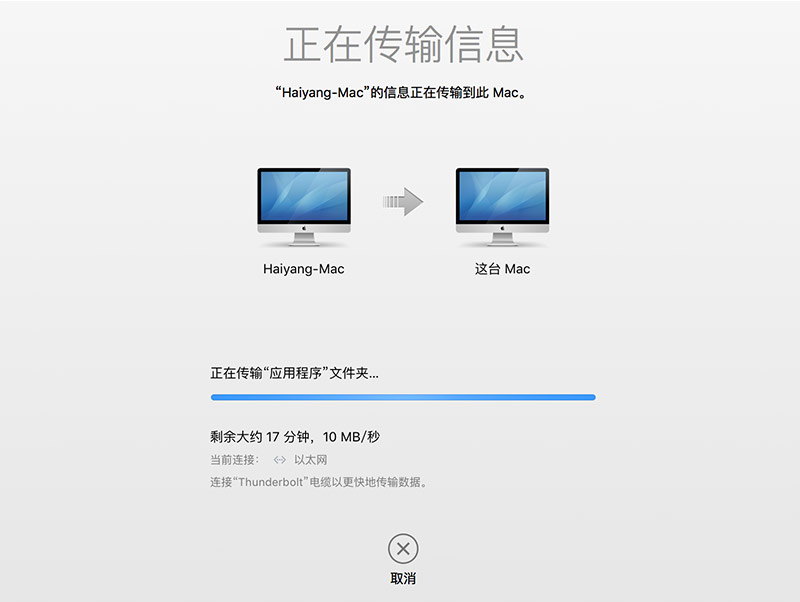 正在传输信息
“Haiyang-Mac”的信息正在传输到此 Mac。
Haiyang-Mac
这台 Mac
正在传输“应用程序”文件夹...
剩余大约 17 分钟，10 MB/秒
当前连接： 以太网
连接“Thunderbolt”电缆以更快地传输数据。
取消